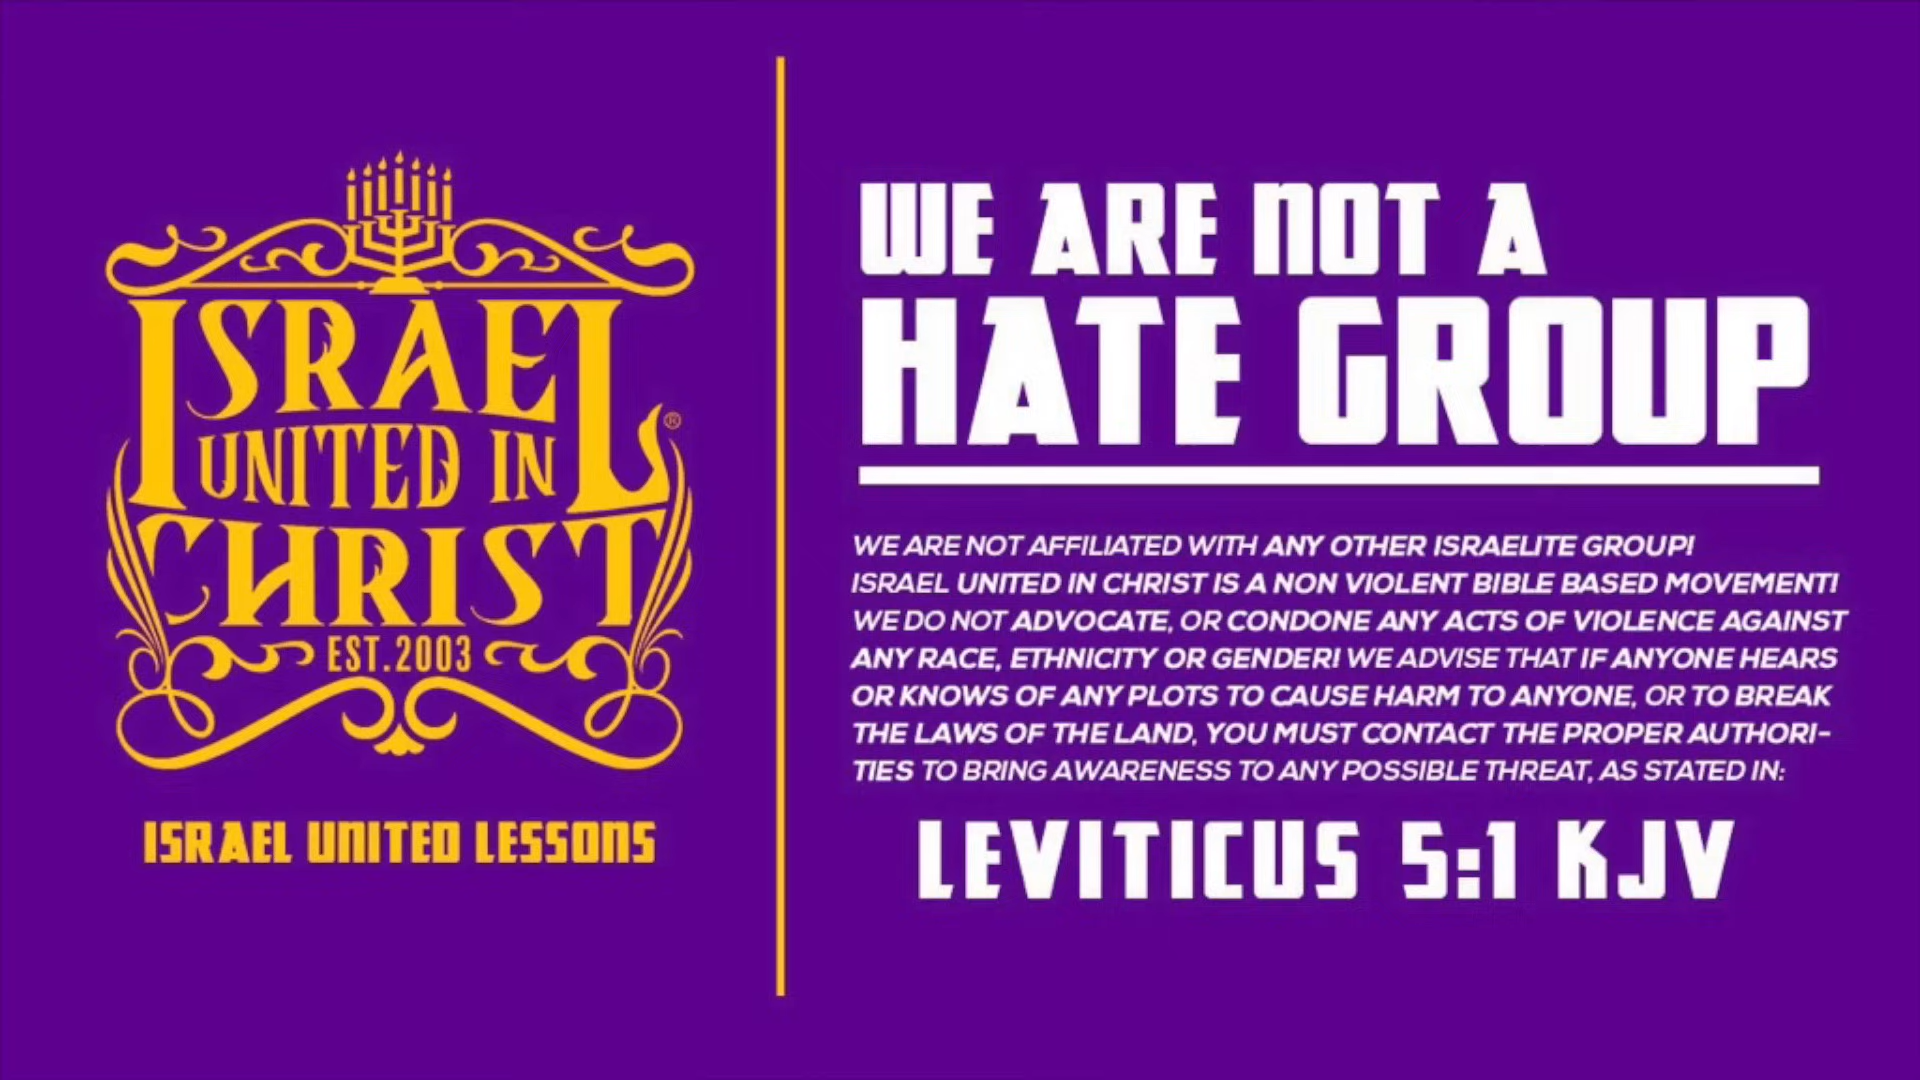 ISRAEL
UNITED IN
CHRIST
®
EST. 2003
ISRAEL UNITED LESSONS
WE ARE NOT A
HATE GROUP
WE ARE NOT AFFILIATED WITH ANY OTHER ISRAELITE GROUP!
ISRAEL UNITED IN CHRIST IS A NON VIOLENT BIBLE BASED MOVEMENT!
WE DO NOT ADVOCATE, OR CONDONE ANY ACTS OF VIOLENCE AGAINST
ANY RACE, ETHNICITY OR GENDER! WE ADVISE THAT IF ANYONE HEARS
OR KNOWS OF ANY PLOTS TO CAUSE HARM TO ANYONE, OR TO BREAK
THE LAWS OF THE LAND, YOU MUST CONTACT THE PROPER AUTHORI-
TIES TO BRING AWARENESS TO ANY POSSIBLE THREAT, AS STATED IN:
LEVITICUS 5:1 KJV